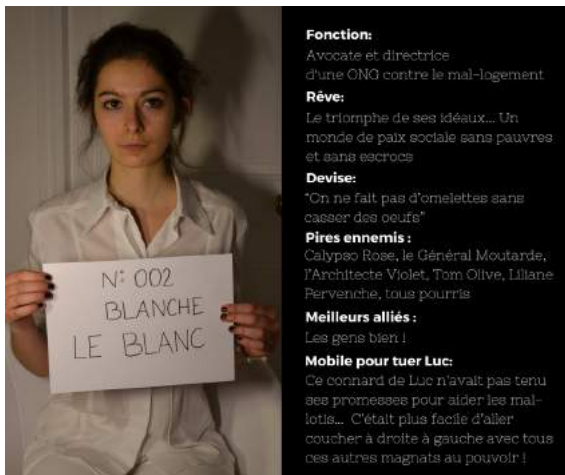 N: 002
BLANCHE
LE BLANC
Fonction:
Avocate et directrice
d'une ONG contre le mal-logement
Rêve:
Le triomphe de ses idéaux... Un
monde de paix sociale sans pauvres
et sans escrocs
Devise:
"On ne fait pas d'omelettes sans
casser des oeufs"
Pires ennemis :
Calypso Rose, le Général Moutarde,
l'Architecte Violet, Tom Olive, Liliane
Pervenche, tous pourris
Meilleurs alliés :
Les gens bien !
Mobile pour tuer Luc:
Ce connard de Luc n'avait pas tenu
ses promesses pour aider les mal-
lotis... C'était plus facile d'aller
coucher à droite à gauche avec tous
ces autres magnats au pouvoir !